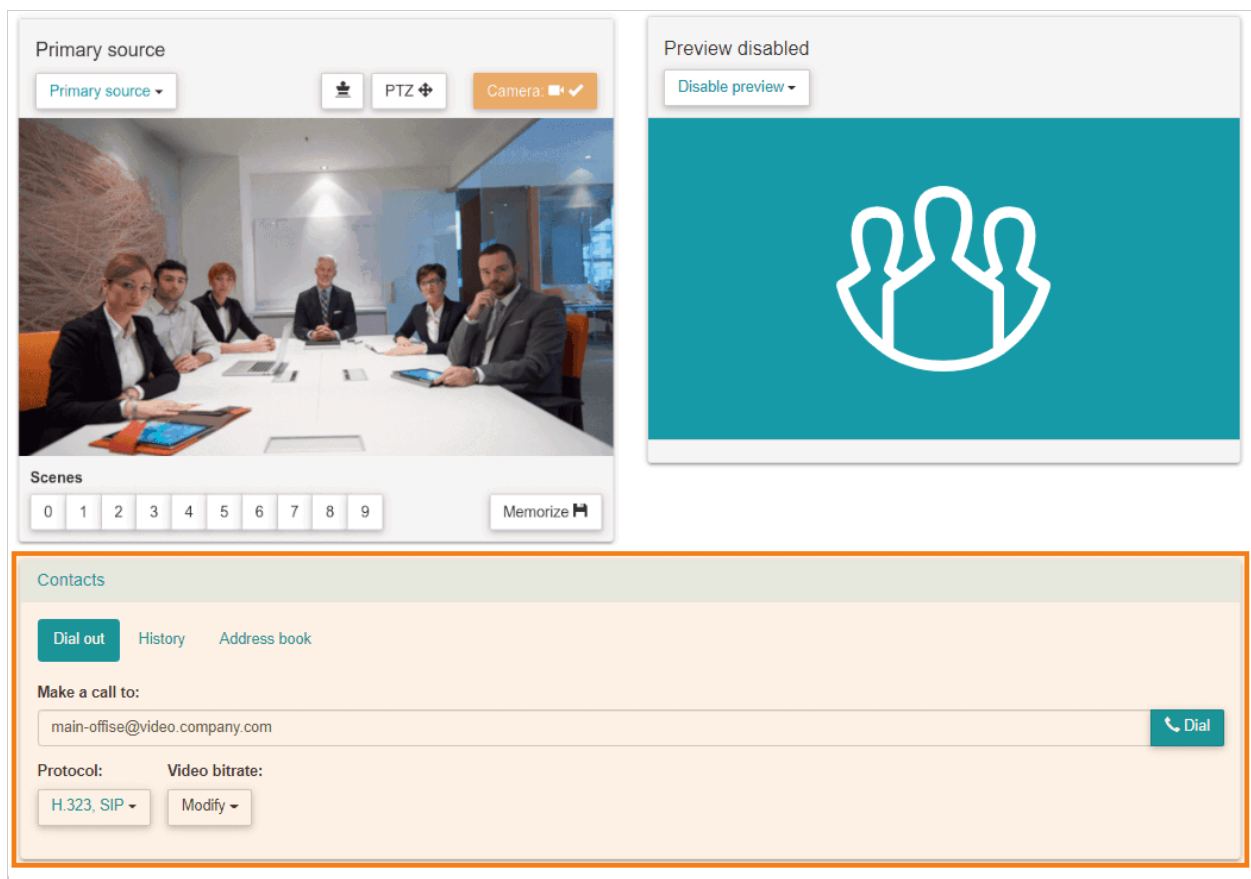 Primary source
Primary source
PTZ
Camera:
Preview disabled
Disable preview
Scenes
0 1 2 3 4 5 6 7 8 9
Memorize
Contacts
Dial out History Address book
Make a call to:
main-offise@video.company.com
Dial
Protocol: Video bitrate:
H.323, SIP Modify